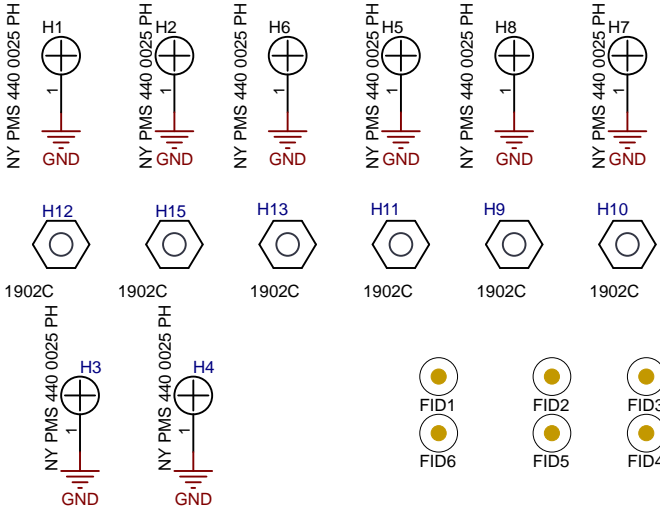 H1
NY PMS 440 0025 PH
1
GND
H2
NY PMS 440 0025 PH
1
GND
H6
NY PMS 440 0025 PH
1
GND
H5
NY PMS 440 0025 PH
1
GND
H8
NY PMS 440 0025 PH
1
GND
H7
NY PMS 440 0025 PH
1
GND
H12
1902C
H15
1902C
H13
1902C
H11
1902C
H9
1902C
H10
1902C
H3
NY PMS 440 0025 PH
1
GND
H4
NY PMS 440 0025 PH
1
GND
FID1
FID2
FID3
FID6
FID5
FID4